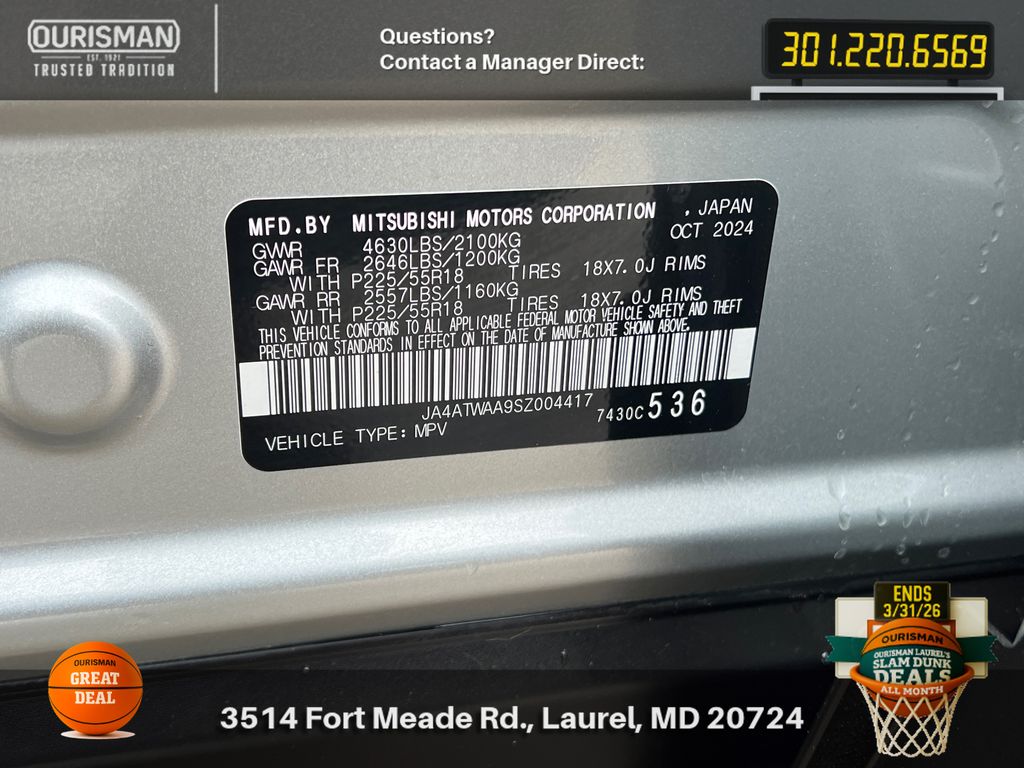 OURISMAN
EST. 1921
TRUSTED TRADITION
Questions?
Contact a Manager Direct:
301.220.6569
MFD.BY MITSUBISHI MOTORS CORPORATION , JAPAN
OCT 2024
GVWR 4630LBS/2100KG
GAWR FR 2646LBS/1200KG
WITH P225/55R18 TIRES 18X7.0J RIMS
GAWR RR 2557LBS/1160KG
WITH P225/55R18 TIRES 18X7.0J RIMS
THIS VEHICLE CONFORMS TO ALL APPLICABLE FEDERAL MOTOR VEHICLE SAFETY AND THEFT
PREVENTION STANDARDS IN EFFECT ON THE DATE OF MANUFACTURE SHOWN ABOVE.
JA4ATWAA9SZ004417
7430C 536
VEHICLE TYPE: MPV
OURISMAN
GREAT
DEAL
3514 Fort Meade Rd., Laurel, MD 20724
ENDS
3/31/26
OURISMAN
OURISMAN LAUREL'S
SLAM DUNK
DEALS
ALL MONTH